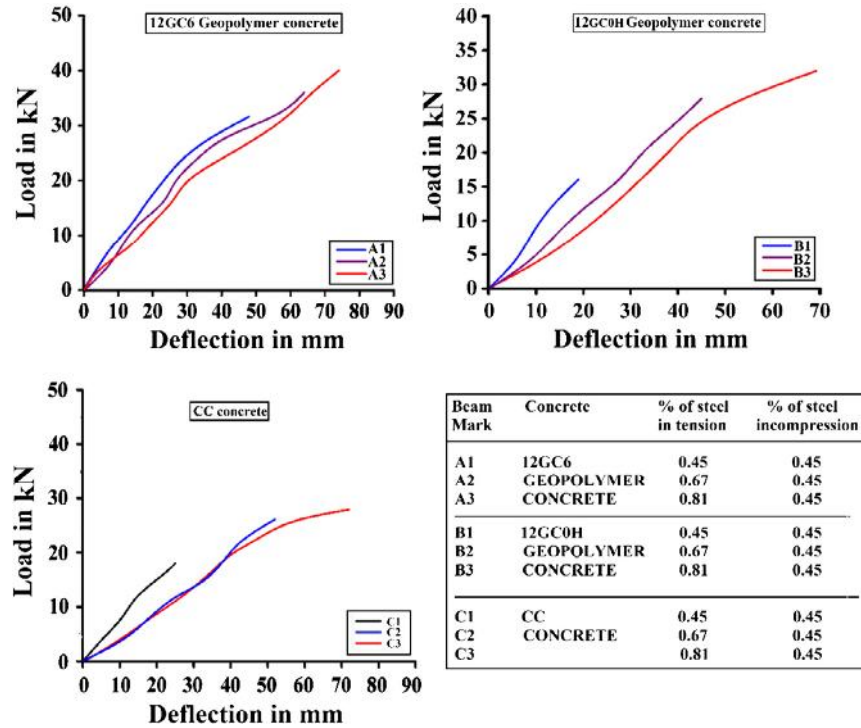 12GC6 Geopolymer concrete
50
40
30
20
10
0
Load in kN
A1
A2
A3
0 10 20 30 40 50 60 70 80 90
Deflection in mm
12GC0H Geopolymer concrete
40
35
30
25
20
15
10
5
0
Load in kN
B1
B2
B3
0 10 20 30 40 50 60 70
Deflection in mm
CC concrete
50
40
30
20
10
0
Load in kN
C1
C2
C3
0 10 20 30 40 50 60 70 80 90
Deflection in mm
Beam Concrete % of steel % of steel
Mark in tension incompression
A1 12GC6 0.45 0.45
A2 GEOPOLYMER 0.67 0.45
A3 CONCRETE 0.81 0.45
B1 12GC0H 0.45 0.45
B2 GEOPOLYMER 0.67 0.45
B3 CONCRETE 0.81 0.45
C1 CC 0.45 0.45
C2 CONCRETE 0.67 0.45
C3 0.81 0.45